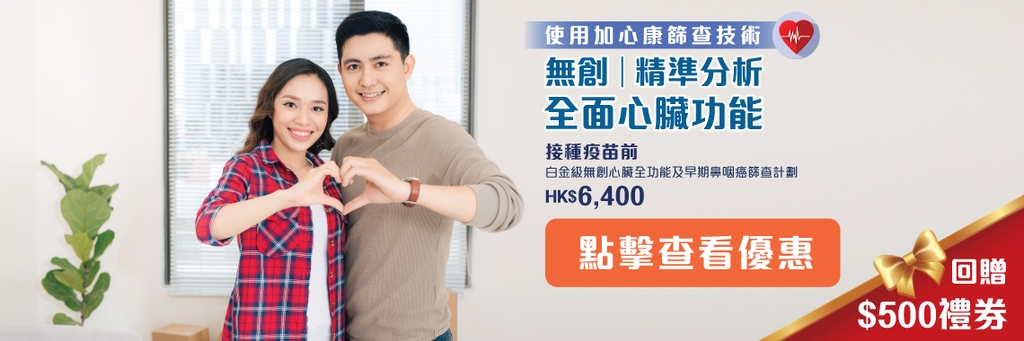 使用加心康篩查技術
無創｜精準分析
全面心臟功能
接種疫苗前
白金級無創心臟全功能及早期鼻咽癌篩查計劃
HK$6,400
點擊查看優惠
回贈
$500禮券